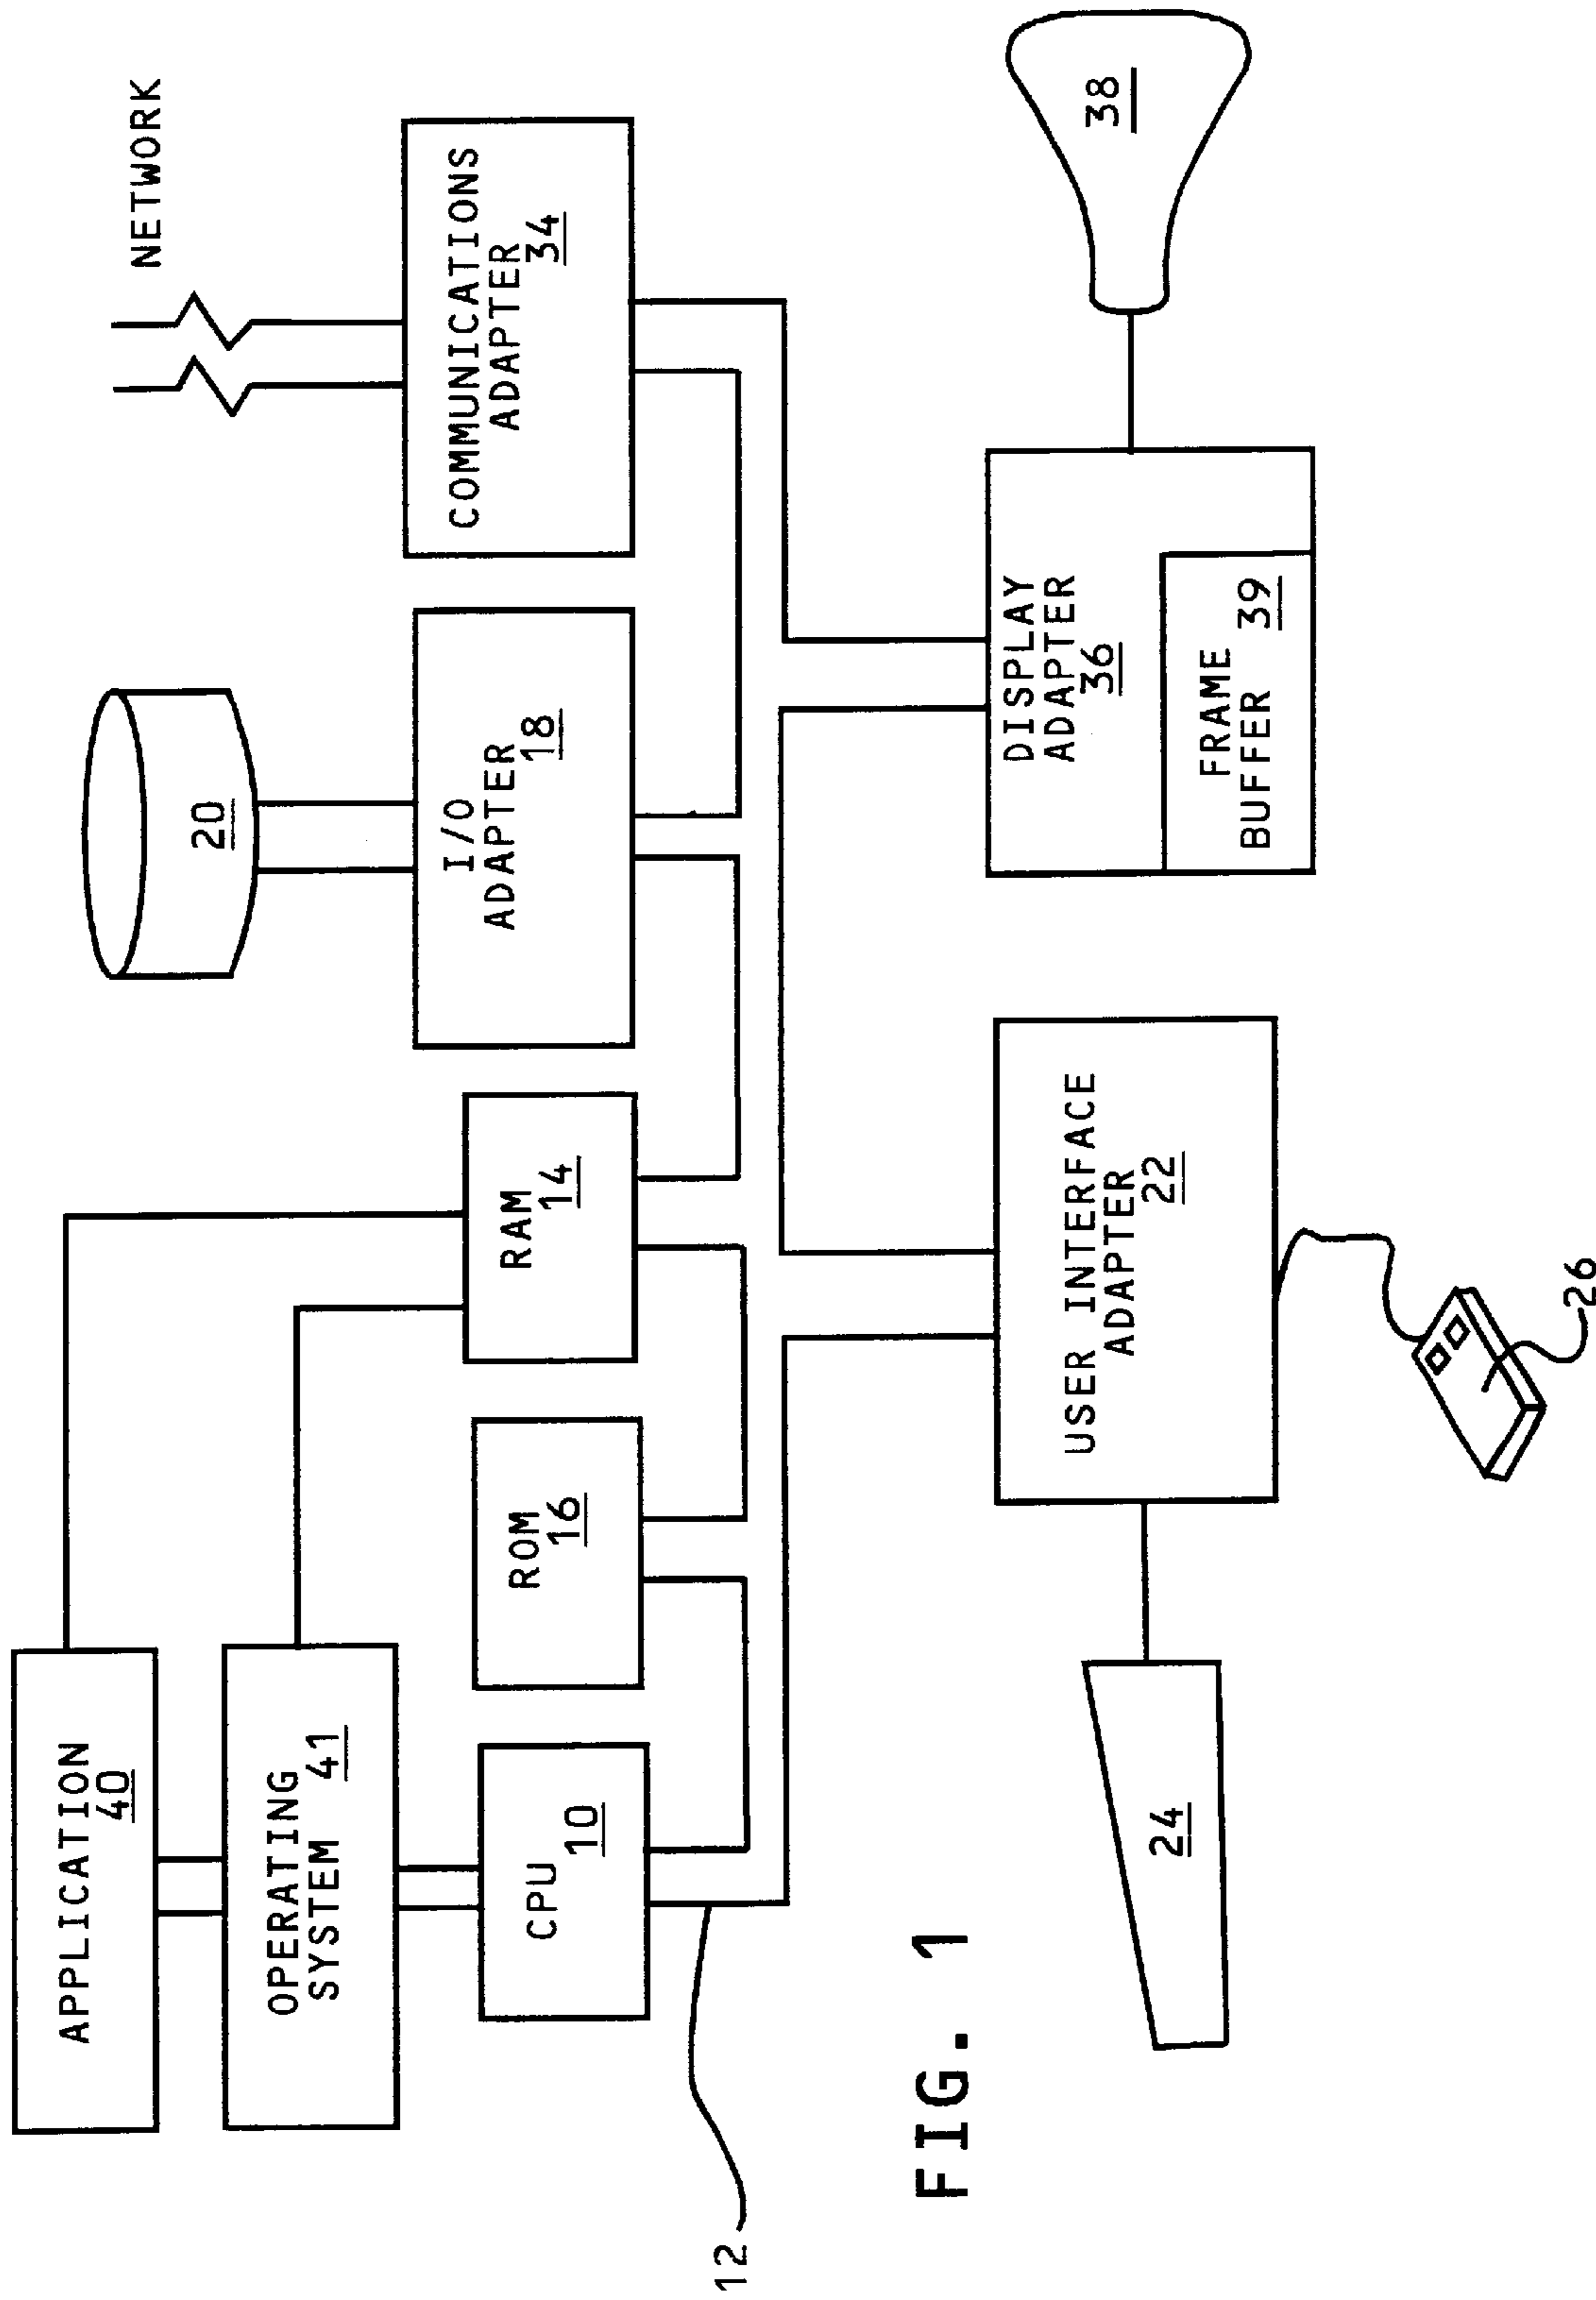 APPLICATION
40
OPERATING
SYSTEM 41
CPU
10
ROM
16
RAM
14
20
I/O
ADAPTER
18
NETWORK
COMMUNICATIONS
ADAPTER
34
12
FIG. 1
24
USER INTERFACE
ADAPTER
22
26
DISPLAY
ADAPTER
36
FRAME
BUFFER 39
38